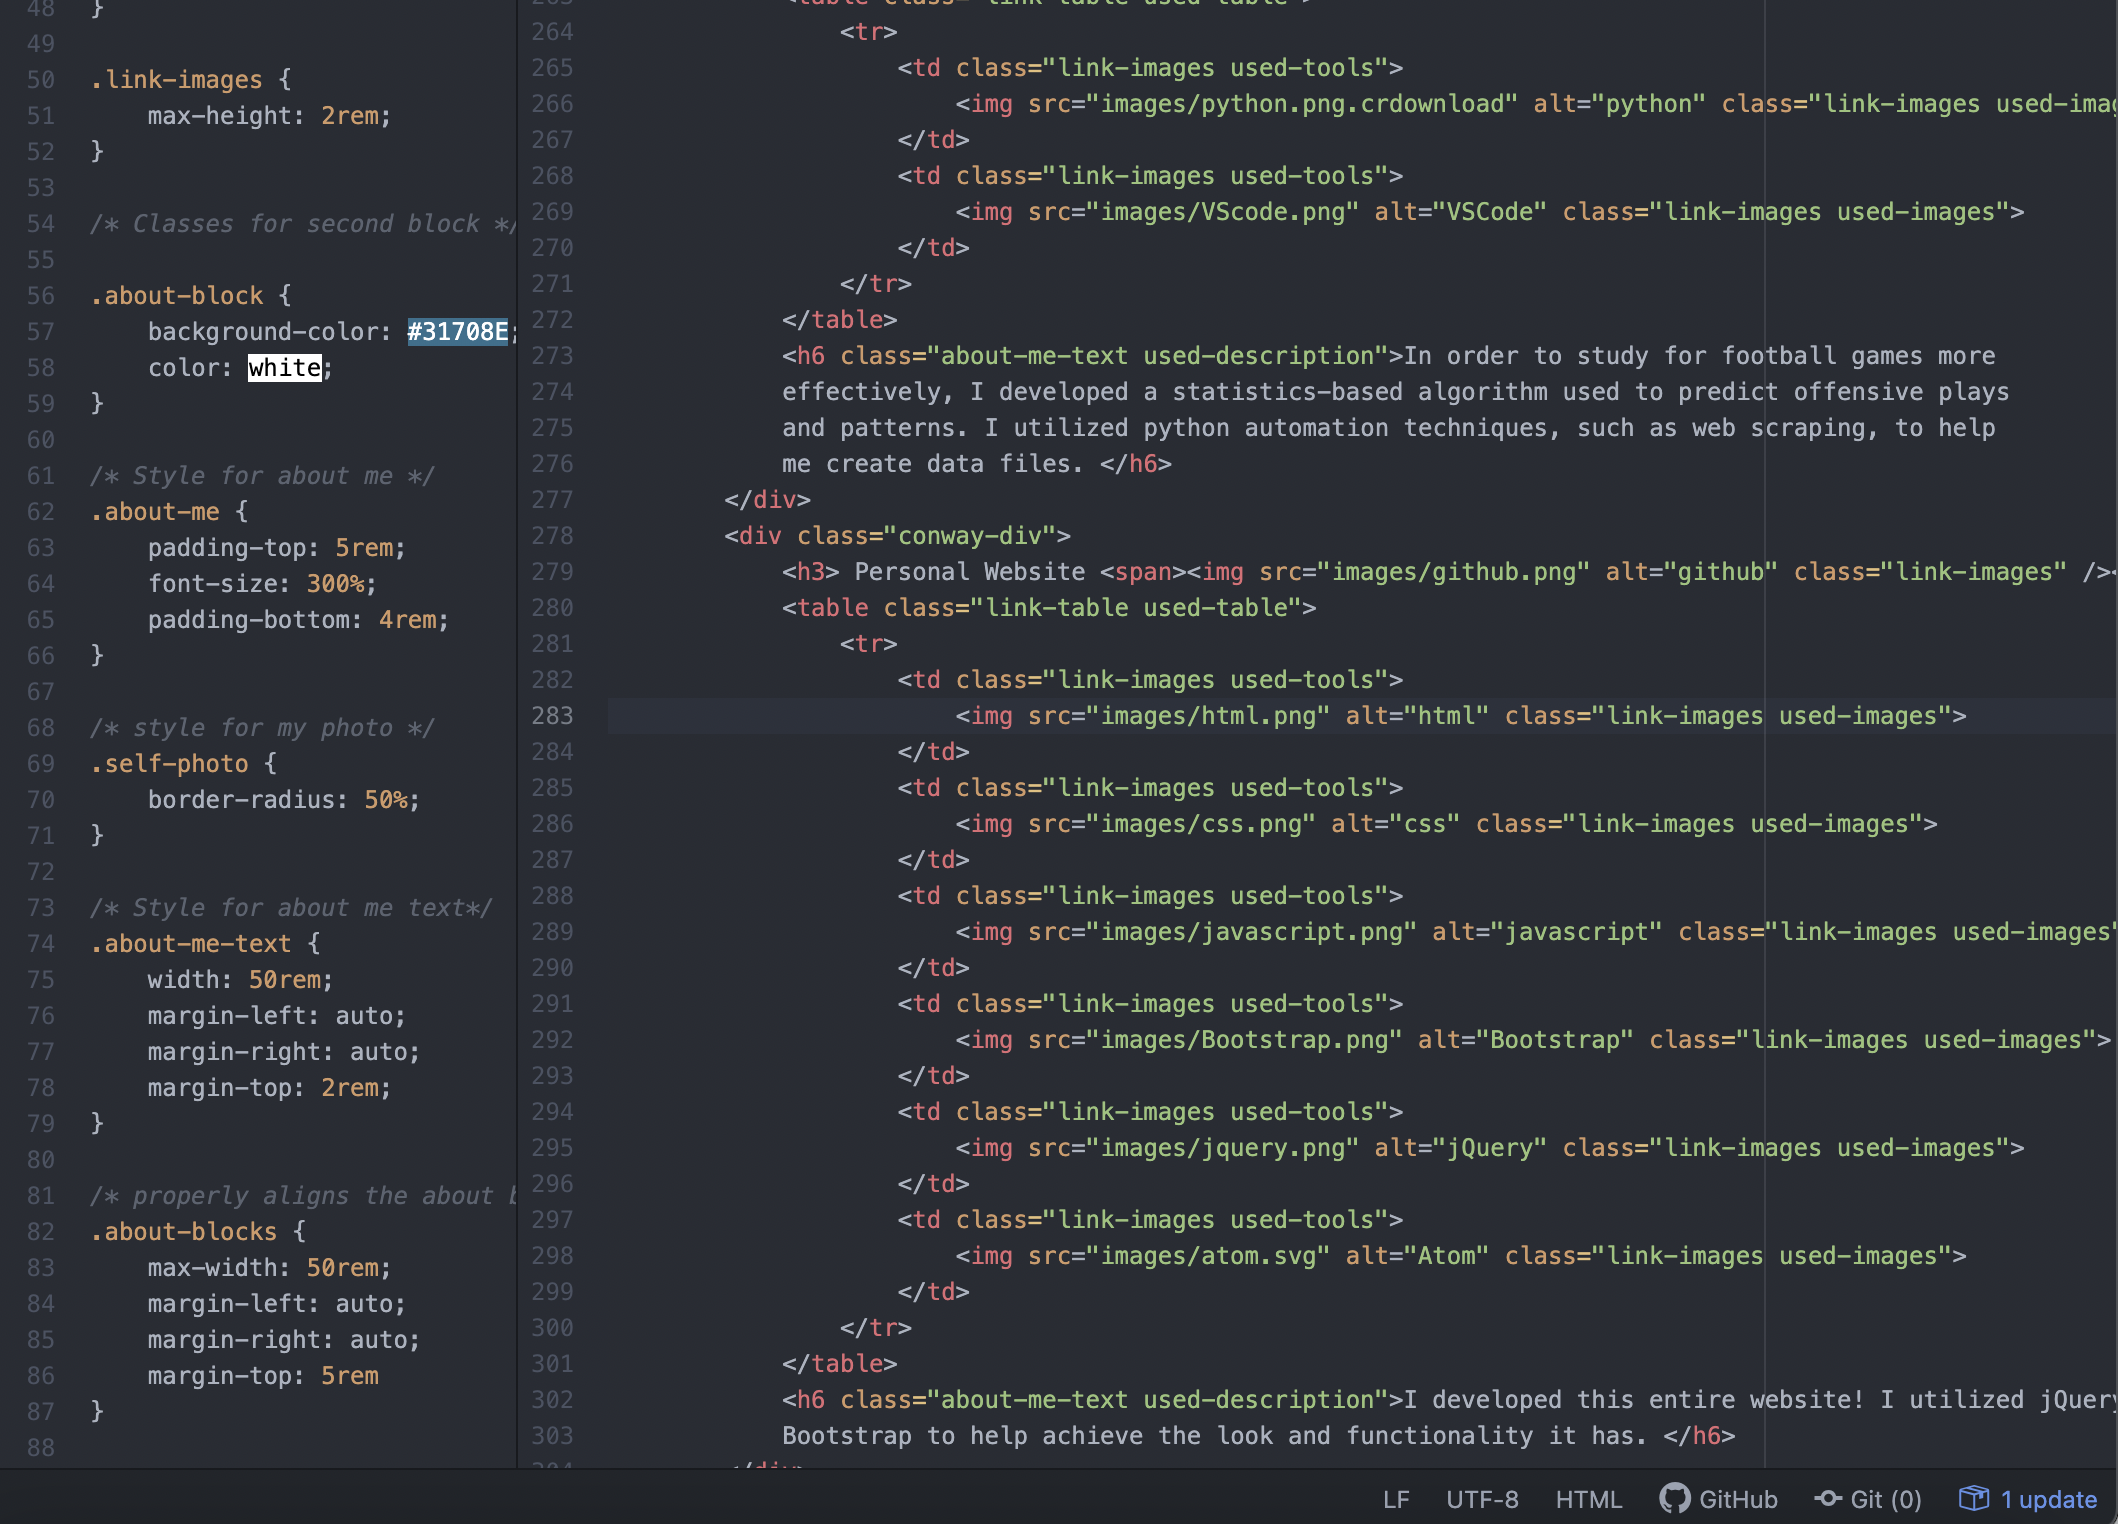 48 }
49
50 .link-images {
51 max-height: 2rem;
52 }
53
54 /* Classes for second block */
55
56 .about-block {
57 background-color: #31708E;
58 color: white;
59 }
60
61 /* Style for about me */
62 .about-me {
63 padding-top: 5rem;
64 font-size: 300%;
65 padding-bottom: 4rem;
66 }
67
68 /* style for my photo */
69 .self-photo {
70 border-radius: 50%;
71 }
72
73 /* Style for about me text*/
74 .about-me-text {
75 width: 50rem;
76 margin-left: auto;
77 margin-right: auto;
78 margin-top: 2rem;
79 }
80
81 /* properly aligns the about
82 .about-blocks {
83 max-width: 50rem;
84 margin-left: auto;
85 margin-right: auto;
86 margin-top: 5rem
87 }
88
263 <table class="link-table used-table">
264 <tr>
265 <td class="link-images used-tools">
266 <img src="images/python.png.crdownload" alt="python" class="link-images
267 </td>
268 <td class="link-images used-tools">
269 <img src="images/VScode.png" alt="VSCode" class="link-images used-images">
270 </td>
271 </tr>
272 </table>
273 <h6 class="about-me-text used-description">In order to study for football games more
274 effectively, I developed a statistics-based algorithm used to predict offensive plays
275 and patterns. I utilized python automation techniques, such as web scraping, to help
276 me create data files. </h6>
277 </div>
278 <div class="conway-div">
279 <h3> Personal Website <span><img src="images/github.png" alt="github" class="link-images" /><
280 <table class="link-table used-table">
281 <tr>
282 <td class="link-images used-tools">
283 <img src="images/html.png" alt="html" class="link-images used-images">
284 </td>
285 <td class="link-images used-tools">
286 <img src="images/css.png" alt="css" class="link-images used-images">
287 </td>
288 <td class="link-images used-tools">
289 <img src="images/javascript.png" alt="javascript" class="link-images used-images"
290 </td>
291 <td class="link-images used-tools">
292 <img src="images/Bootstrap.png" alt="Bootstrap" class="link-images used-images">
293 </td>
294 <td class="link-images used-tools">
295 <img src="images/jquery.png" alt="jQuery" class="link-images used-images">
296 </td>
297 <td class="link-images used-tools">
298 <img src="images/atom.svg" alt="Atom" class="link-images used-images">
299 </td>
300 </tr>
301 </table>
302 <h6 class="about-me-text used-description">I developed this entire website! I utilized jQuery
303 Bootstrap to help achieve the look and functionality it has. </h6>
304 </div>
LF UTF-8 HTML GitHub Git (0) 1 update